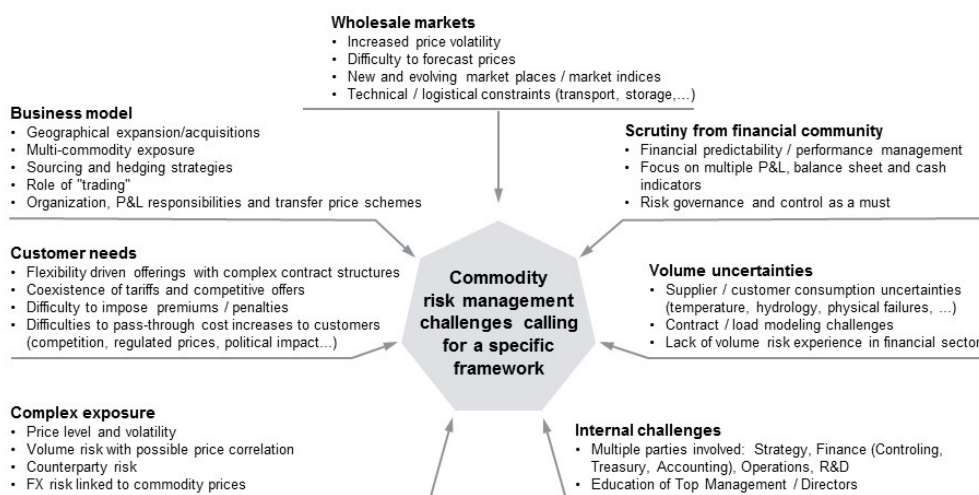 Wholesale markets
• Increased price volatility
• Difficulty to forecast prices
• New and evolving market places / market indices
• Technical / logistical constraints (transport, storage,...)
Business model
• Geographical expansion/acquisitions
• Multi-commodity exposure
• Sourcing and hedging strategies
• Role of "trading"
• Organization, P&L responsibilities and transfer price schemes
Scrutiny from financial community
• Financial predictability / performance management
• Focus on multiple P&L, balance sheet and cash
indicators
• Risk governance and control as a must
Customer needs
• Flexibility driven offerings with complex contract structures
• Coexistence of tariffs and competitive offers
• Difficulty to impose premiums / penalties
• Difficulties to pass-through cost increases to customers
(competition, regulated prices, political impact...)
Commodity
risk management
challenges calling
for a specific
framework
Volume uncertainties
• Supplier / customer consumption uncertainties
(temperature, hydrology, physical failures, ...)
• Contract / load modeling challenges
• Lack of volume risk experience in financial sector
Complex exposure
• Price level and volatility
• Volume risk with possible price correlation
• Counterparty risk
• FX risk linked to commodity prices
Internal challenges
• Multiple parties involved: Strategy, Finance (Controling,
Treasury, Accounting), Operations, R&D
• Education of Top Management / Directors